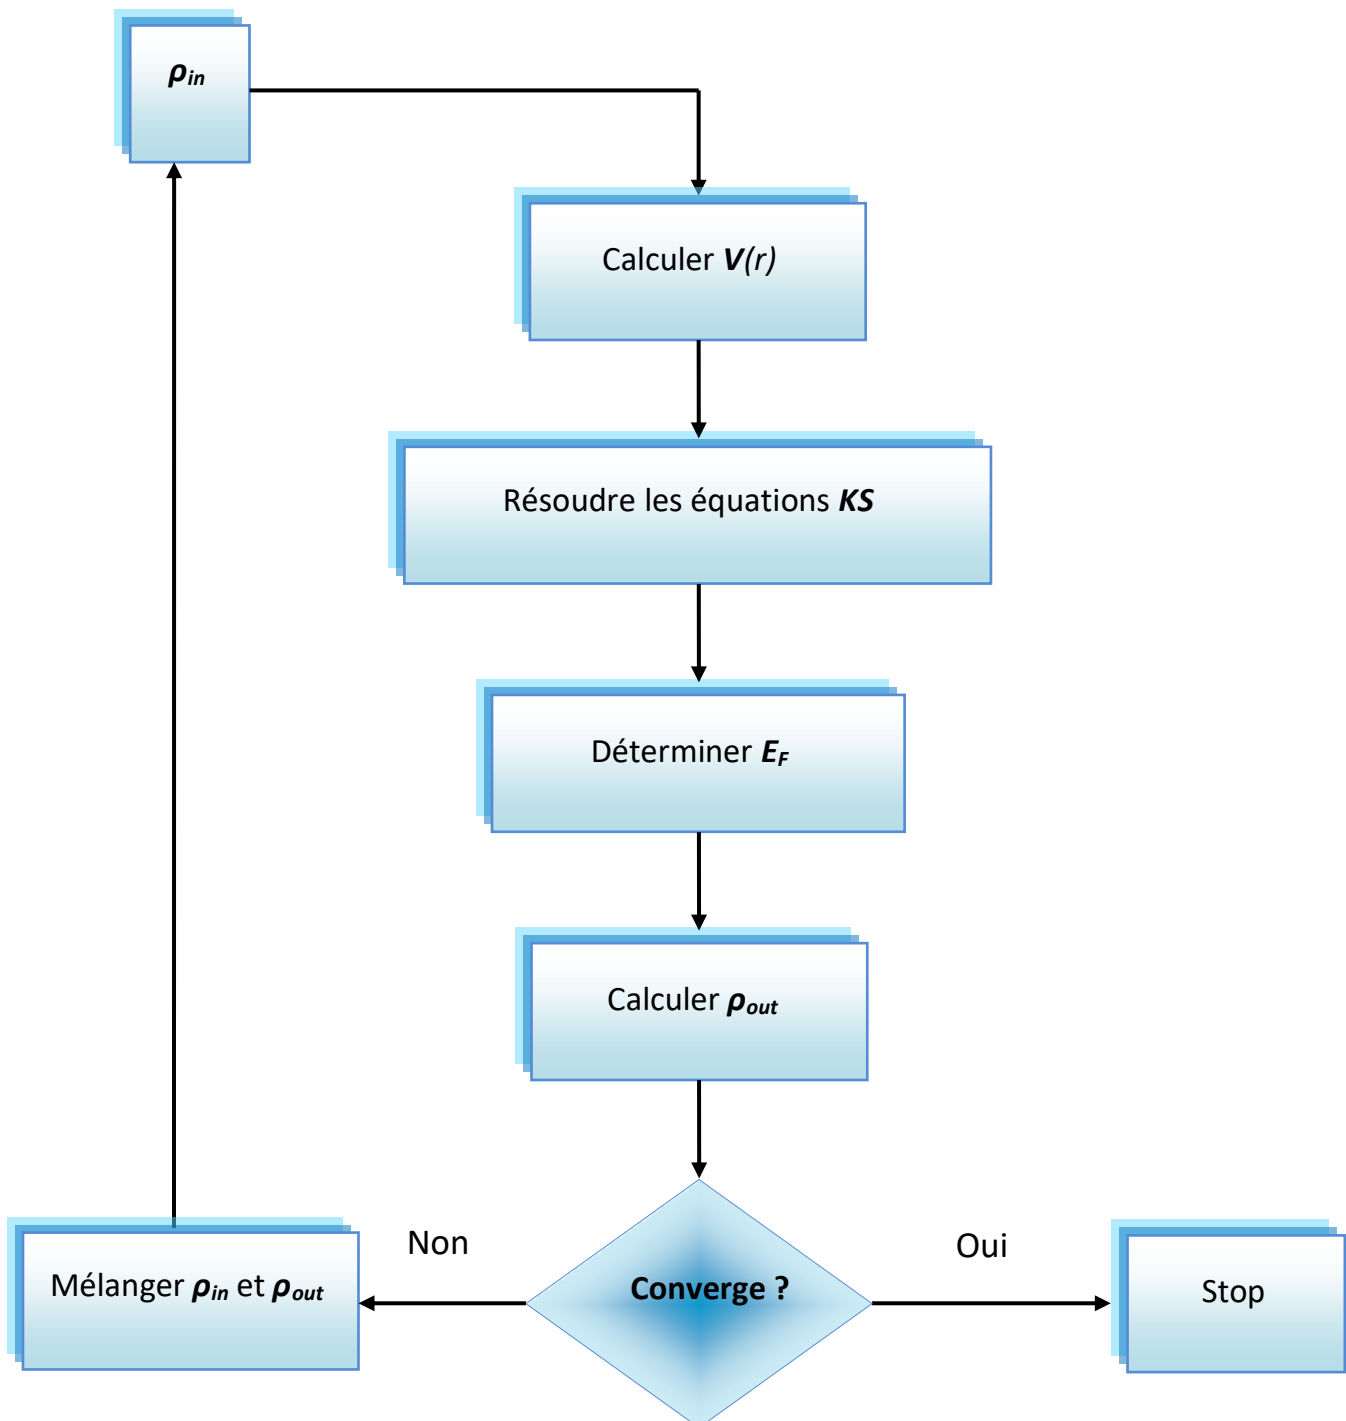 ρin
Calculer V(r)
Résoudre les équations KS
Déterminer EF
Calculer ρout
Non
Oui
Mélanger ρin et ρout
Converge ?
Stop